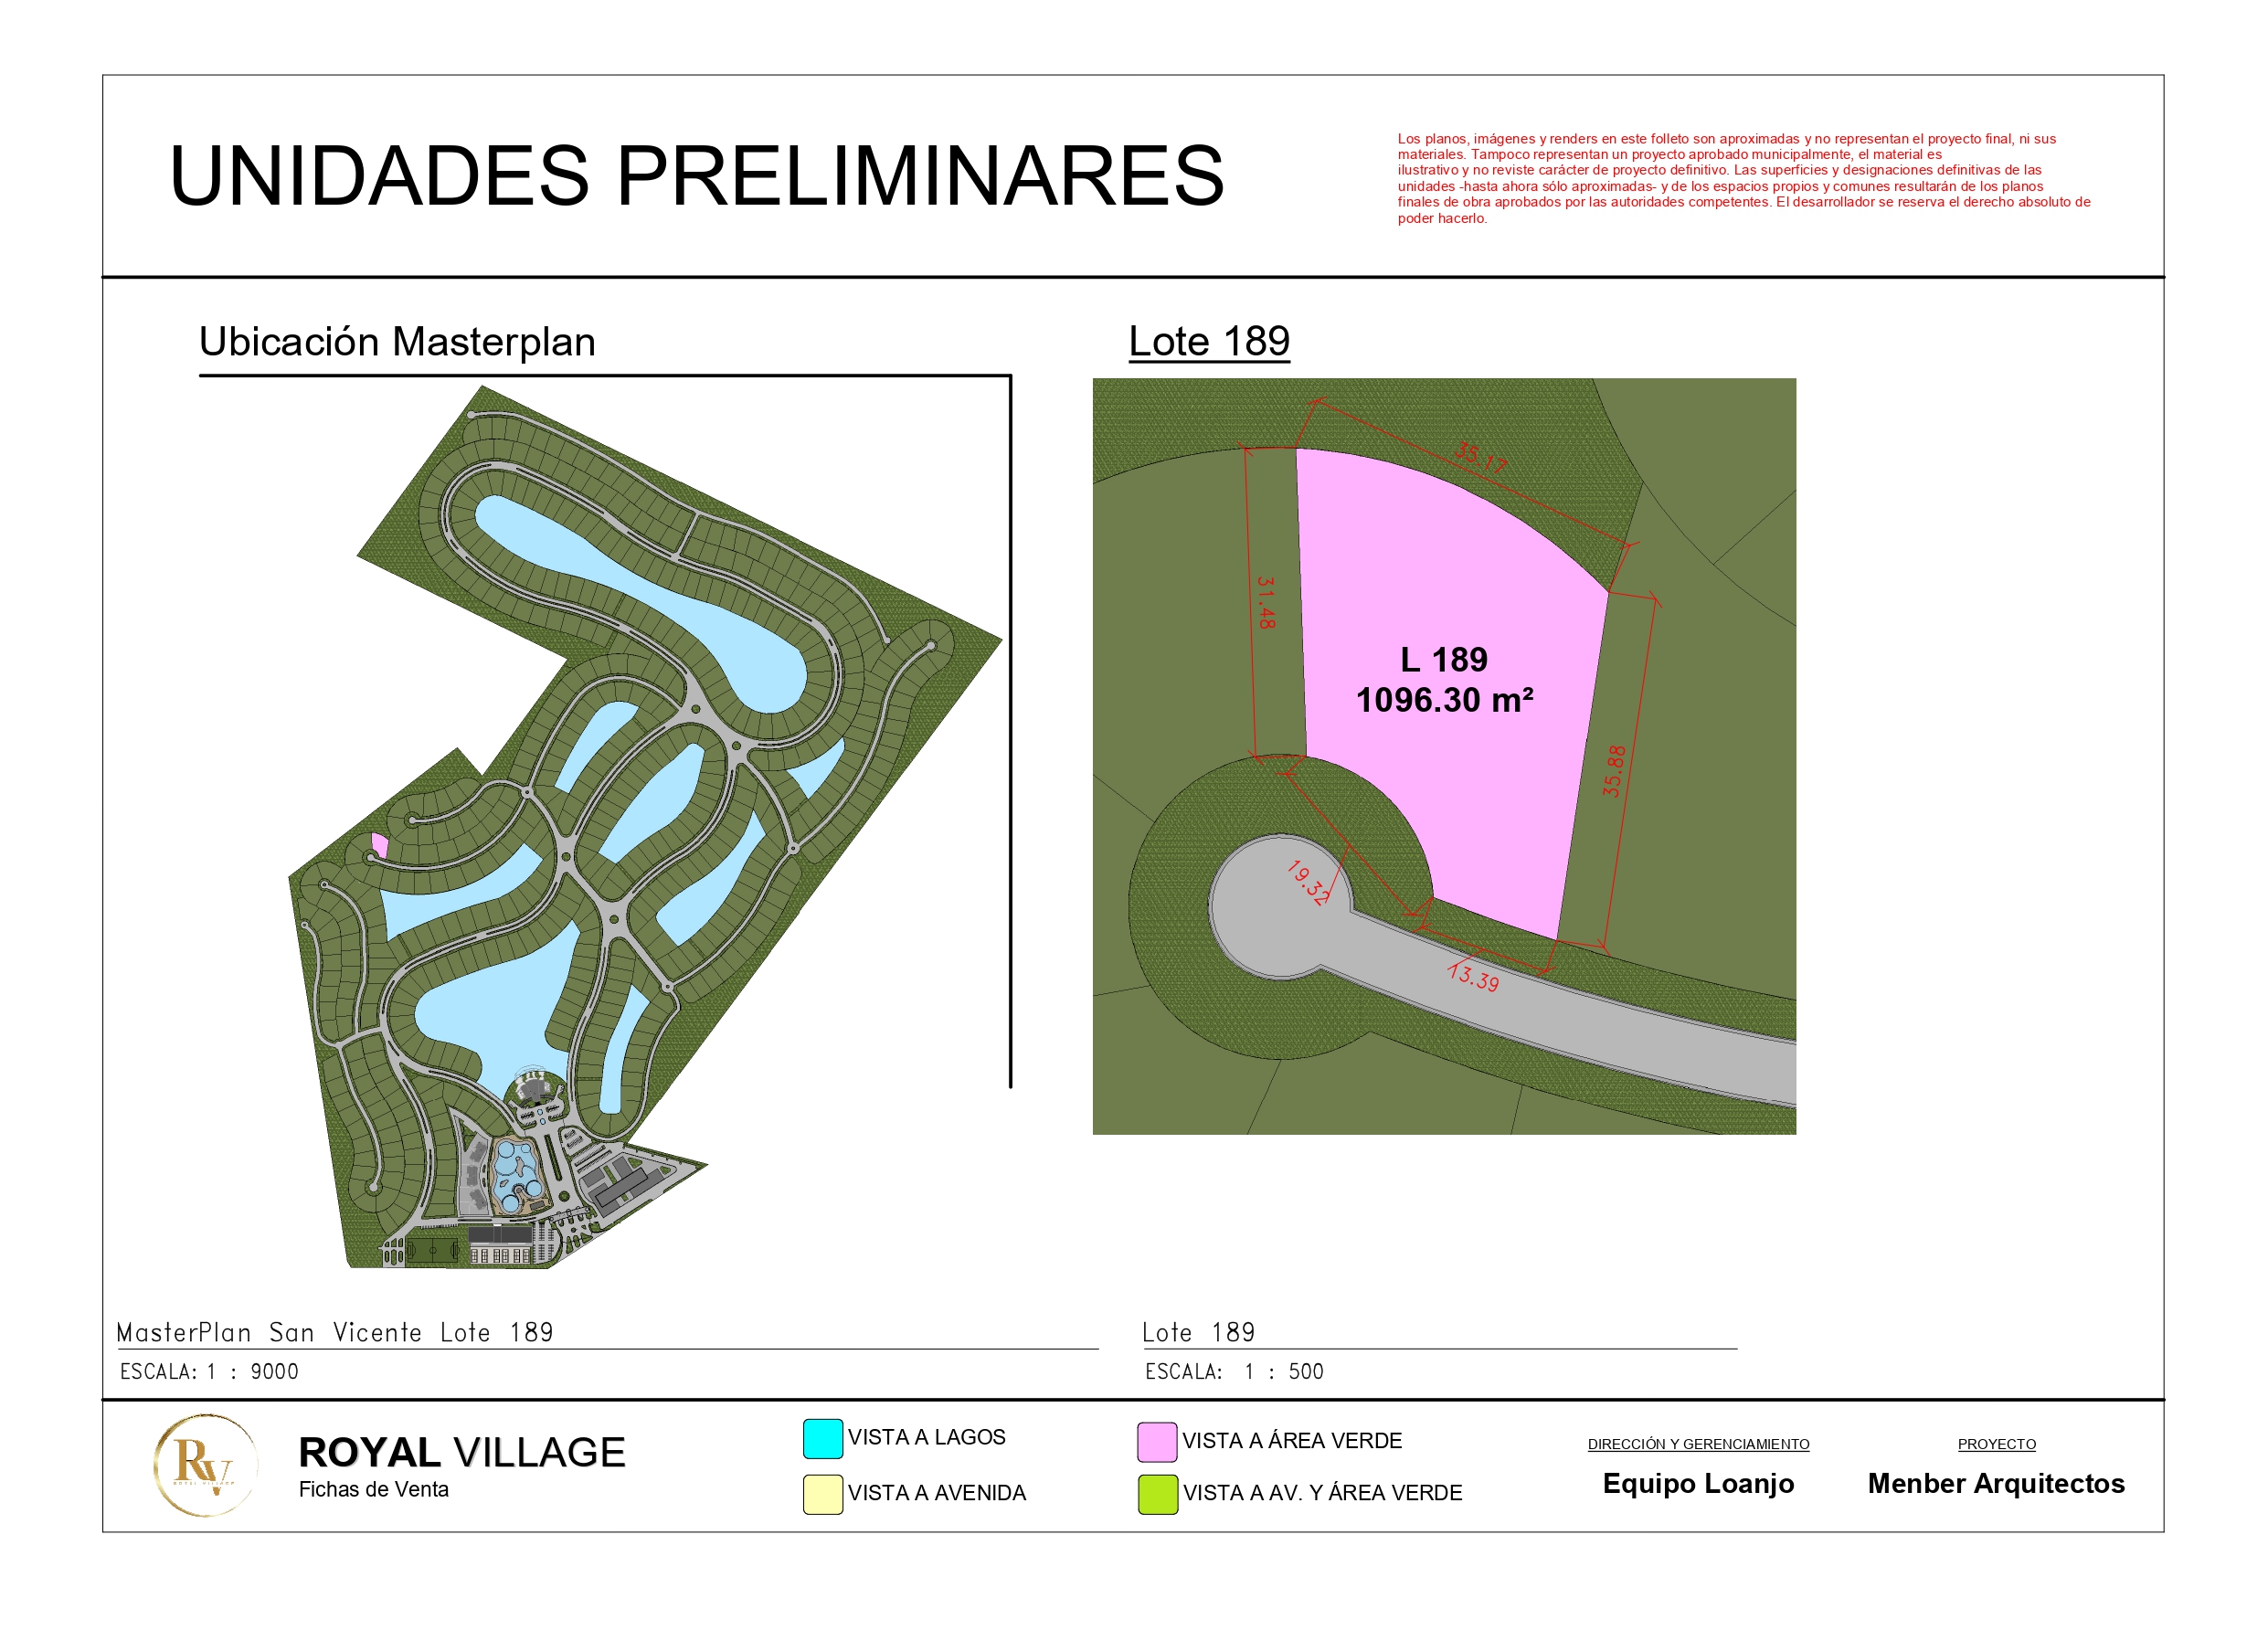 UNIDADES PRELIMINARES
Los planos, imágenes y renders en este folleto son aproximadas y no representan el proyecto final, ni sus
materiales. Tampoco representan un proyecto aprobado municipalmente, el material es
ilustrativo y no reviste carácter de proyecto definitivo. Las superficies y designaciones definitivas de las
unidades -hasta ahora sólo aproximadas- y de los espacios propios y comunes resultarán de los planos
finales de obra aprobados por las autoridades competentes. El desarrollador se reserva el derecho absoluto de
poder hacerlo.
Ubicación Masterplan
Lote 189
35.17
31.48
L 189
1096.30 m²
35.88
19.32
13.39
MasterPlan San Vicente Lote 189
ESCALA: 1 : 9000
Lote 189
ESCALA: 1 : 500
RV
ROYAL VILLAGE
ROYAL VILLAGE
Fichas de Venta
VISTA A LAGOS
VISTA A AVENIDA
VISTA A ÁREA VERDE
VISTA A AV. Y ÁREA VERDE
DIRECCIÓN Y GERENCIAMIENTO
Equipo Loanjo
PROYECTO
Menber Arquitectos